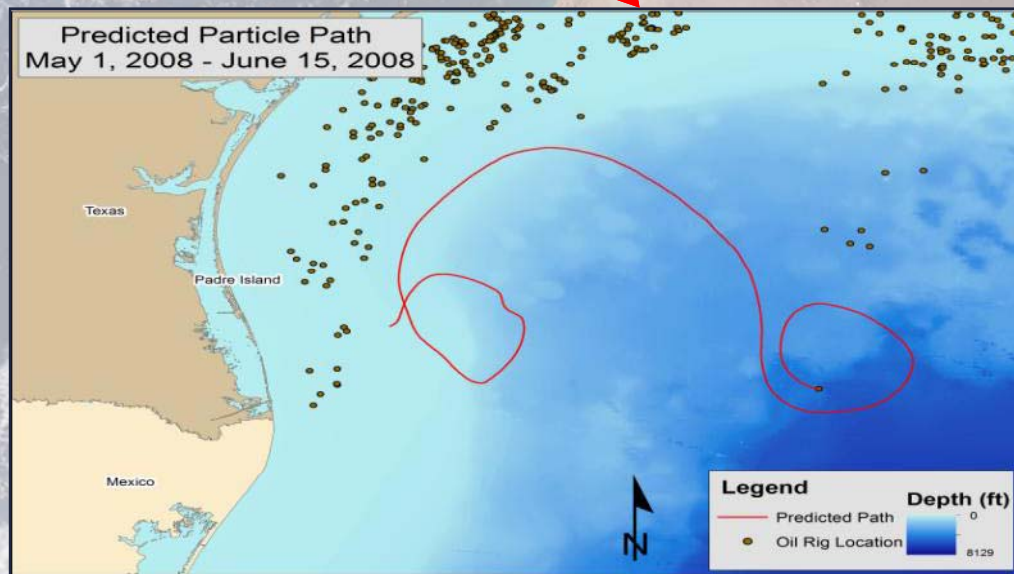 Predicted Particle Path
May 1, 2008 - June 15, 2008
Texas
Padre Island
Mexico
N
Legend
Predicted Path
Oil Rig Location
Depth (ft)
0
8129